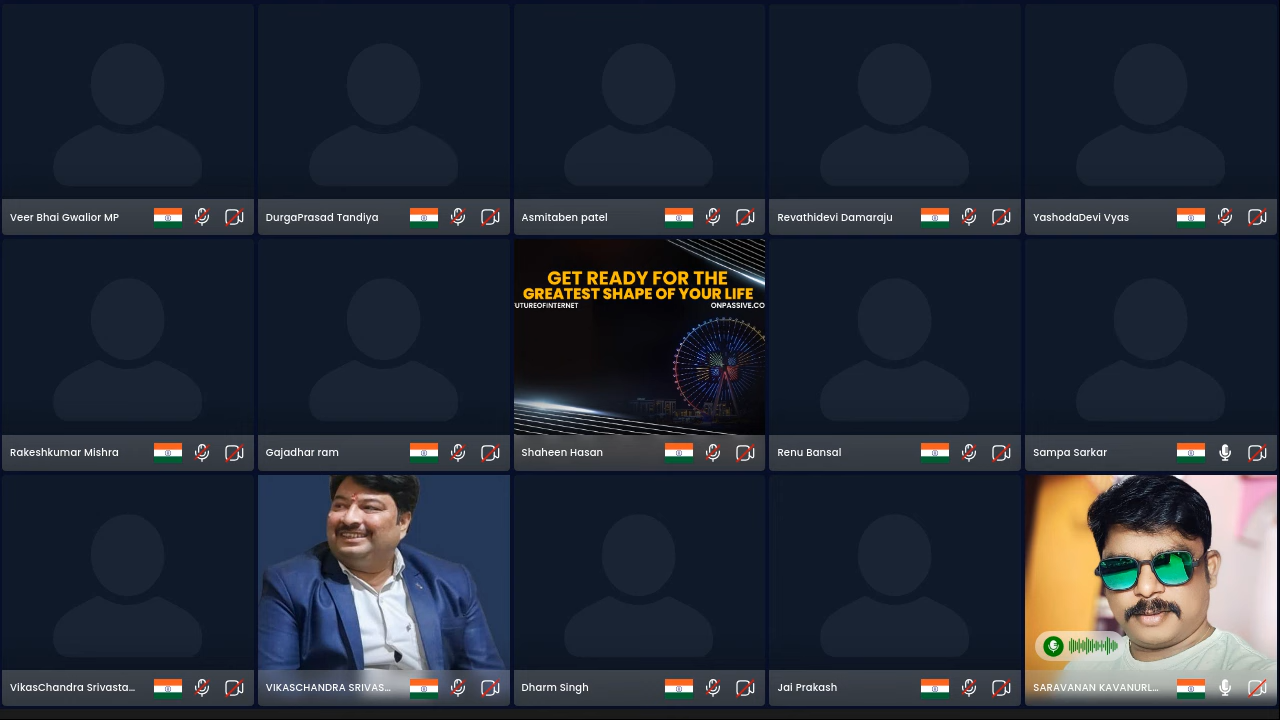 Veer Bhai Gwalior MP
DurgaPrasad Tandiya
Asmitaben patel
Revathidevi Damaraju
YashodaDevi Vyas
GET READY FOR THE
GREATEST SHAPE OF YOUR LIFE
UTUREOFINTERNET
ONPASSIVE.CO
Rakeshkumar Mishra
Gajadhar ram
Shaheen Hasan
Renu Bansal
Sampa Sarkar
VikasChandra Srivasta...
VIKASCHANDRA SRIVAS...
Dharm Singh
Jai Prakash
SARAVANAN KAVANURL...